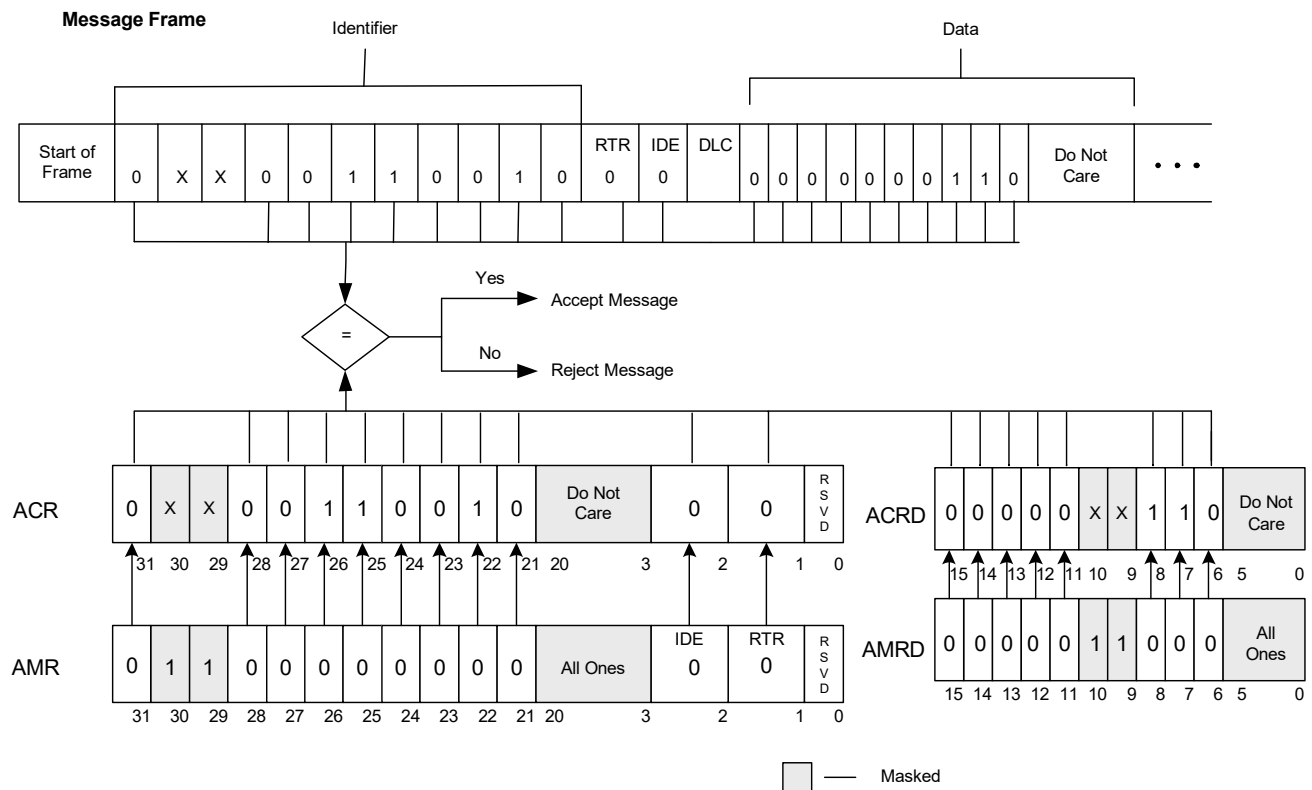 Message Frame
Identifier
Data
Start of
Frame
RTR IDE DLC
0 X X 0 0 1 1 0 0 1 0 0 0 0 0 0 0 0 0 0 1 1 0
Do Not
Care
• • •
Yes
Accept Message
=
No
Reject Message
ACR
0 X X 0 0 1 1 0 0 1 0
Do Not
Care
0 0
R
S
V
D
31 30 29 28 27 26 25 24 23 22 21 20 3 2 1 0
ACRD
0 0 0 0 0 X X 1 1 0
Do Not
Care
15 14 13 12 11 10 9 8 7 6 5 0
AMR
0 1 1 0 0 0 0 0 0 0 0
All Ones
IDE
0
RTR
0
R
S
V
D
31 30 29 28 27 26 25 24 23 22 21 20 3 2 1 0
AMRD
0 0 0 0 0 1 1 0 0 0
All
Ones
15 14 13 12 11 10 9 8 7 6 5 0
Masked